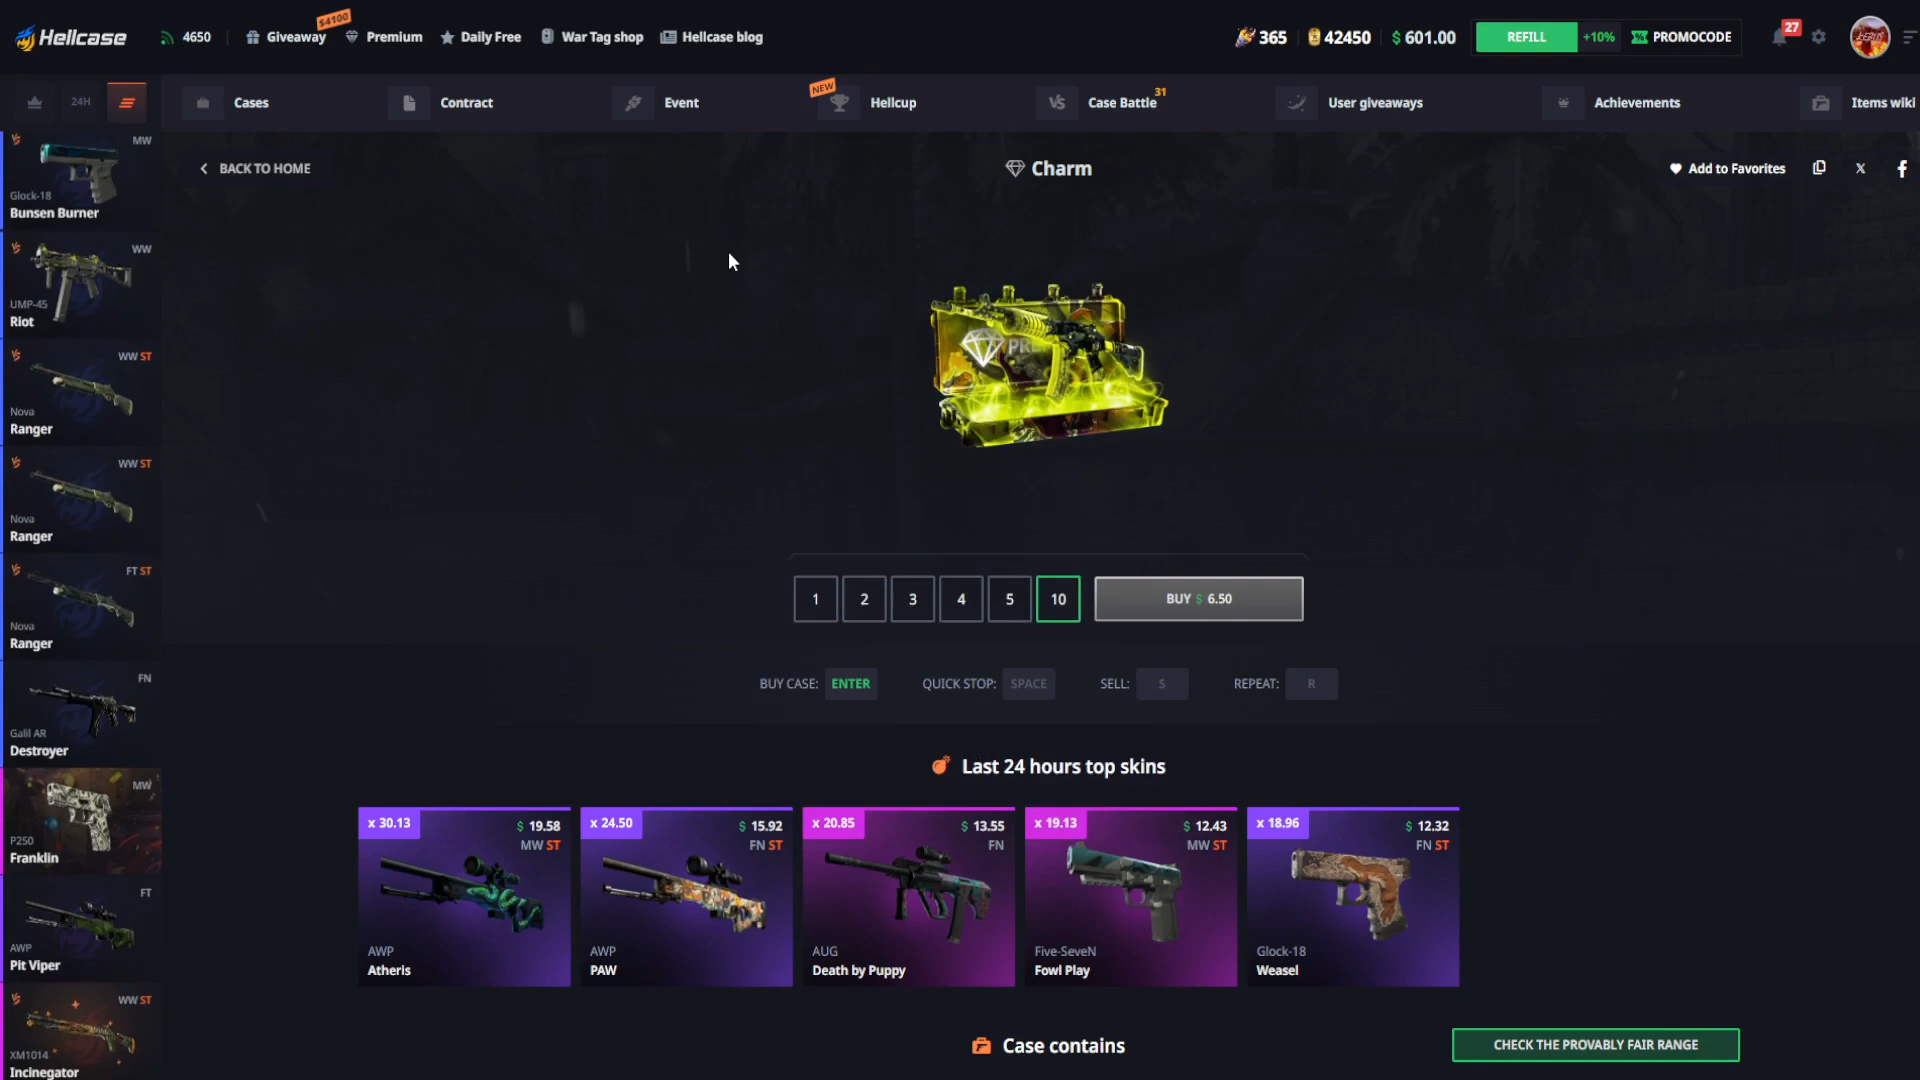 Hellcase
4650
Giveaway
$4100
Premium
Daily Free
War Tag shop
Hellcase blog
365
42450
$ 601.00
REFILL
+10%
PROMOCODE
27
24H
Cases
Contract
Event
NEW
Hellcup
VS
Case Battle
31
User giveaways
Achievements
Items wiki
BACK TO HOME
Charm
Add to Favorites
MW
Glock-18
Bunsen Burner
WW
UMP-45
Riot
WW ST
Nova
Ranger
WW ST
Nova
Ranger
FT ST
Nova
Ranger
FN
Galil AR
Destroyer
MW
P250
Franklin
FT
AWP
Pit Viper
WW ST
XM1014
Incinegator
1
2
3
4
5
10
BUY $ 6.50
BUY CASE: ENTER
QUICK STOP: SPACE
SELL: S
REPEAT: R
Last 24 hours top skins
x 30.13
$ 19.58
MW ST
AWP
Atheris
x 24.50
$ 15.92
FN ST
AWP
PAW
x 20.85
$ 13.55
FN
AUG
Death by Puppy
x 19.13
$ 12.43
MW ST
Five-SeveN
Fowl Play
x 18.96
$ 12.32
FN ST
Glock-18
Weasel
Case contains
CHECK THE PROVABLY FAIR RANGE